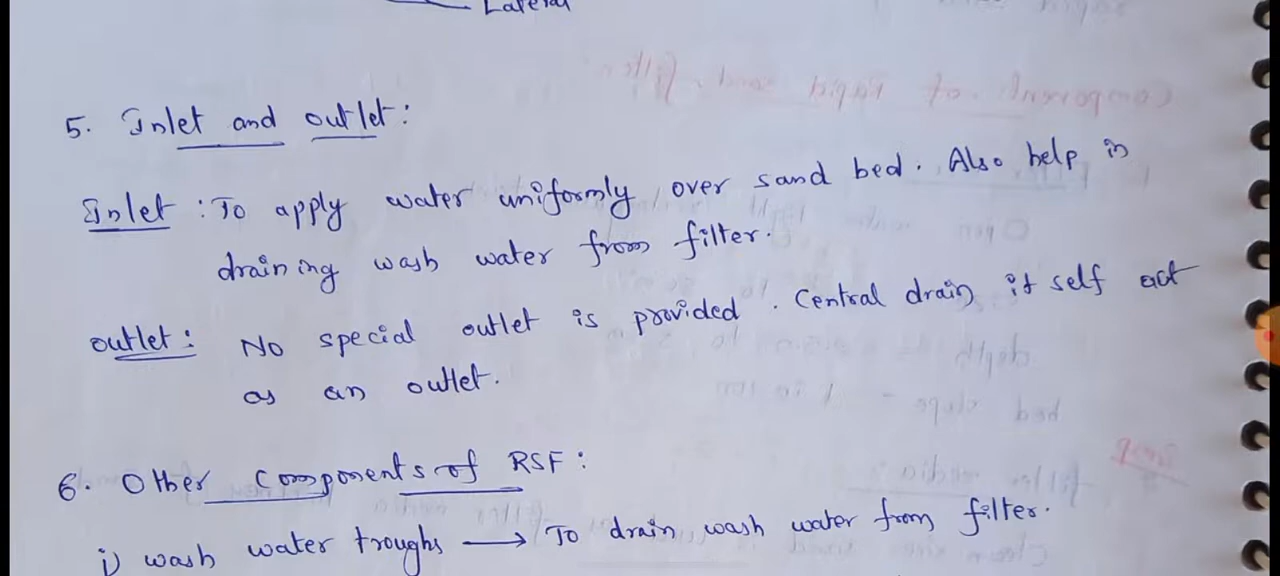 Lateral
5. Inlet and outlet:
Inlet : To apply water uniformly over sand bed. Also help in
draining wash water from filter.
outlet: No special outlet is provided. Central drain it self act
as an outlet.
6. Other Components of RSF:
i) wash water troughs → To drain wash water from filter.